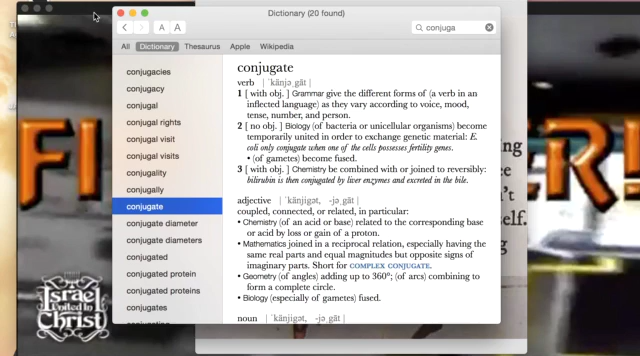 Dictionary (20 found)
A A
conjuga
All Dictionary Thesaurus Apple Wikipedia
conjugacies
conjugacy
conjugal
conjugal rights
conjugal visit
conjugal visits
conjugality
conjugally
conjugate
conjugate diameter
conjugate diameters
conjugated
conjugated protein
conjugated proteins
conjugates
conjugate
verb | ˈkänjəˌgāt |
1 [ with obj. ] Grammar give the different forms of (a verb in an
inflected language) as they vary according to voice, mood,
tense, number, and person.
2 [ no obj. ] Biology (of bacteria or unicellular organisms) become
temporarily united in order to exchange genetic material: E.
coli only conjugate when one of the cells possesses fertility genes.
• (of gametes) become fused.
3 [ with obj. ] Chemistry be combined with or joined to reversibly:
bilirubin is then conjugated by liver enzymes and excreted in the bile.
adjective | ˈkänjigət, -jəˌgāt |
coupled, connected, or related, in particular:
• Chemistry (of an acid or base) related to the corresponding base
or acid by loss or gain of a proton.
• Mathematics joined in a reciprocal relation, especially having the
same real parts and equal magnitudes but opposite signs of
imaginary parts. Short for COMPLEX CONJUGATE.
• Geometry (of angles) adding up to 360°; (of arcs) combining to
form a complete circle.
• Biology (especially of gametes) fused.
noun | ˈkänjigət, -jəˌgāt |
FI
ER!
ing
e
't
self.
g
Israel
United In
Christ